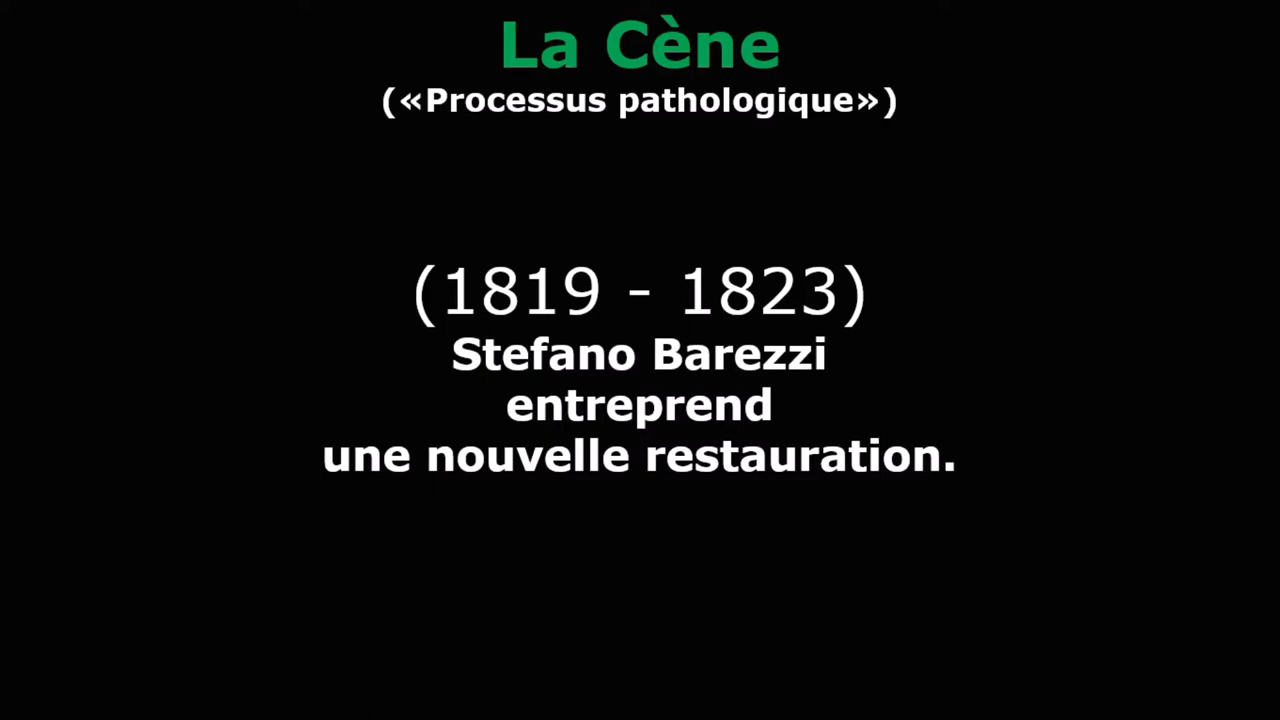 La Cène
(«Processus pathologique»)
(1819 - 1823)
Stefano Barezzi
entreprend
une nouvelle restauration.